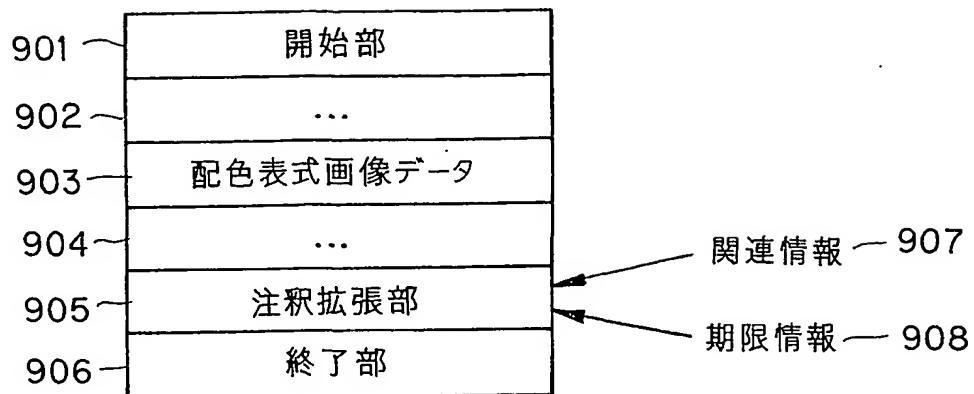 901 開始部
902 ...
903 配色表式画像データ
904 ...
関連情報 907
905 注釈拡張部
期限情報 908
906 終了部